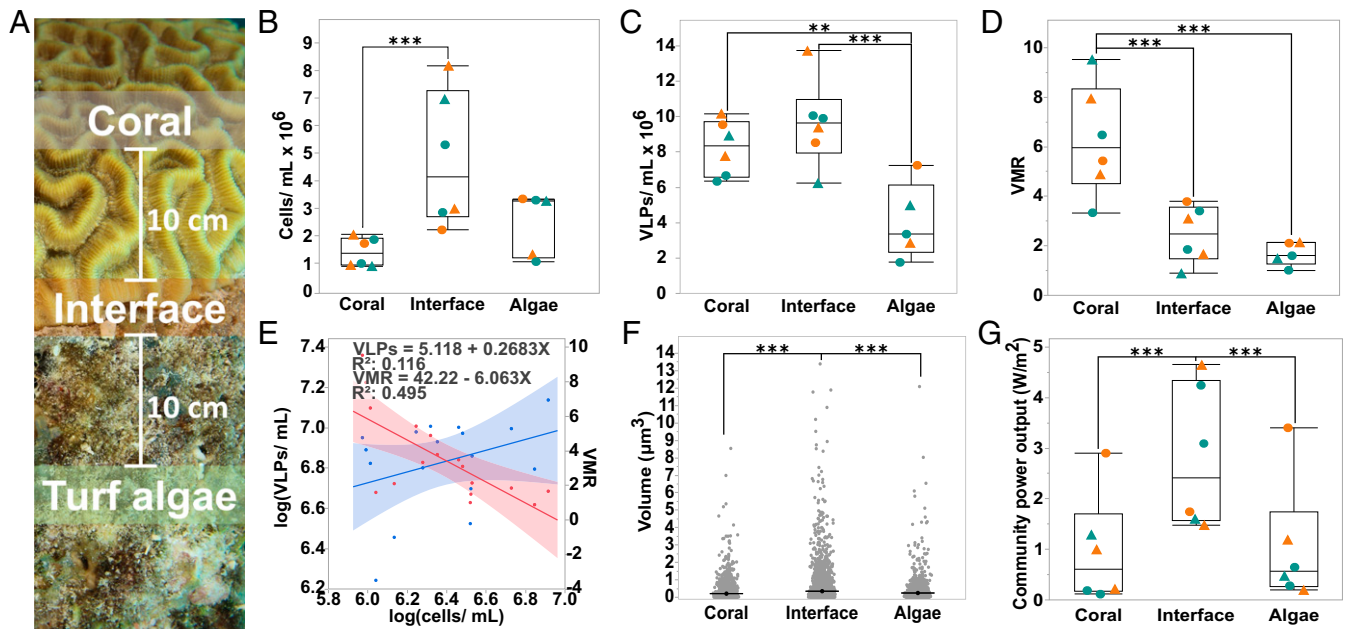 A
Coral
10 cm
Interface
10 cm
Turf algae
B
***
Cells/ mL x 10⁶
9
8
7
6
5
4
3
2
1
0
Coral
Interface
Algae
C
**
***
VLPs/ mL x 10⁶
14
12
10
8
6
4
2
0
Coral
Interface
Algae
D
***
***
VMR
10
8
6
4
2
0
Coral
Interface
Algae
E
VLPs = 5.118 + 0.2683X
R²: 0.116
VMR = 42.22 - 6.063X
R²: 0.495
log(VLPs/ mL)
7.4
7.2
7.0
6.8
6.6
6.4
6.2
VMR
10
8
6
4
2
0
-2
-4
5.8 6.0 6.2 6.4 6.6 6.8 7.0
log(cells/ mL)
F
***
***
Volume (µm³)
14
13
12
11
10
9
8
7
6
5
4
3
2
1
0
Coral
Interface
Algae
G
***
***
Community power output (W/m²)
5
4
3
2
1
0
Coral
Interface
Algae